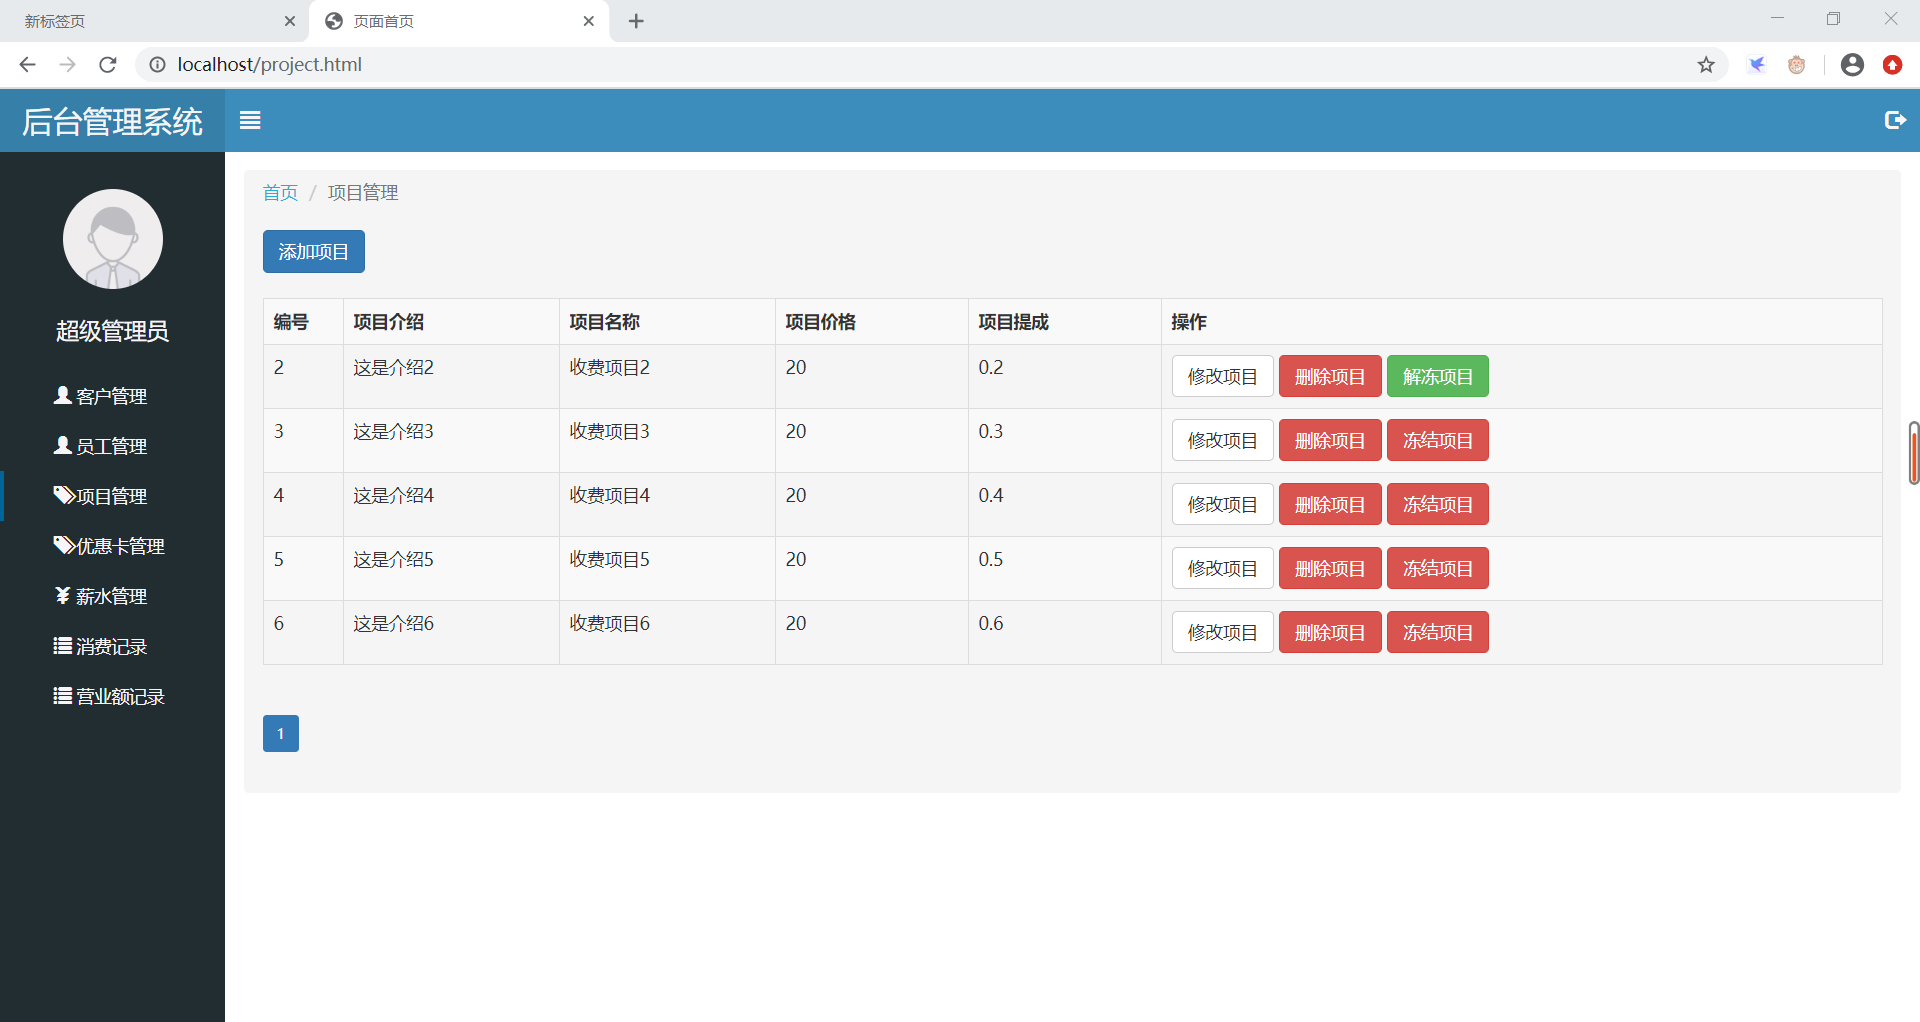 新标签页
页面首页
localhost/project.html
后台管理系统
首页 / 项目管理
添加项目
超级管理员
客户管理
员工管理
项目管理
优惠卡管理
薪水管理
消费记录
营业额记录
编号 项目介绍 项目名称 项目价格 项目提成 操作
2 这是介绍2 收费项目2 20 0.2 修改项目 删除项目 解冻项目
3 这是介绍3 收费项目3 20 0.3 修改项目 删除项目 冻结项目
4 这是介绍4 收费项目4 20 0.4 修改项目 删除项目 冻结项目
5 这是介绍5 收费项目5 20 0.5 修改项目 删除项目 冻结项目
6 这是介绍6 收费项目6 20 0.6 修改项目 删除项目 冻结项目
1